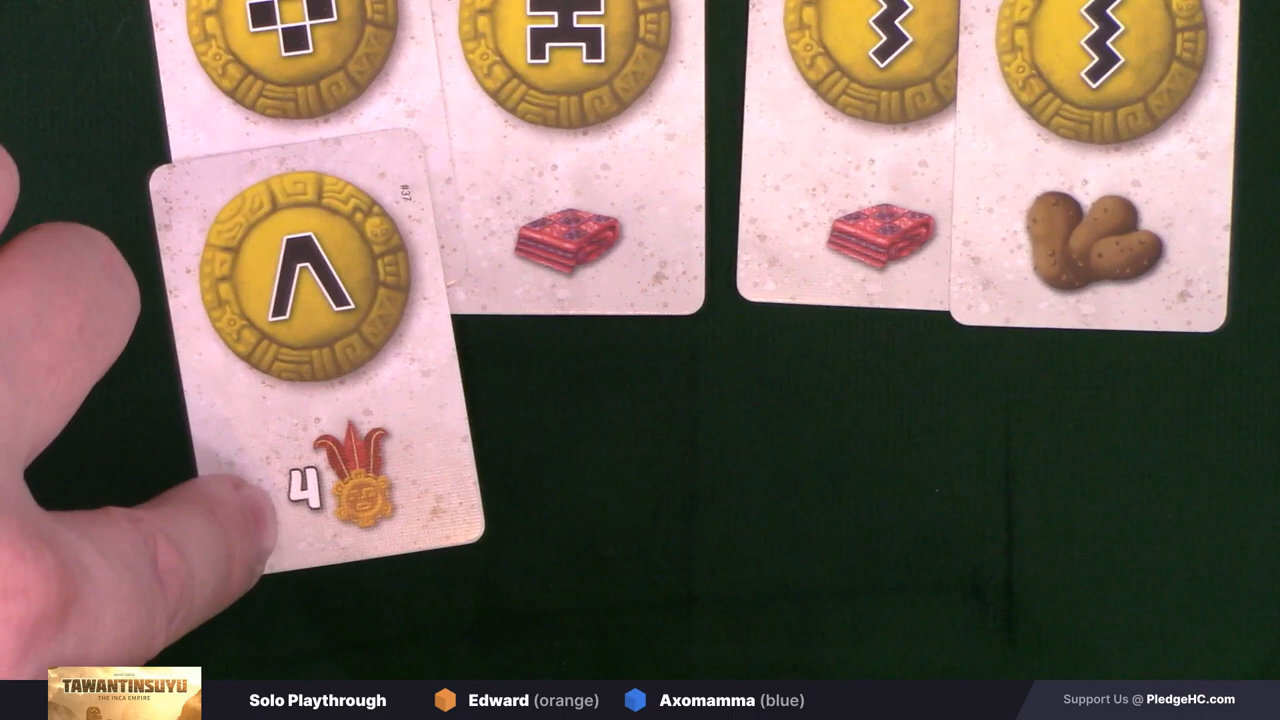 #37
4
TAWANTINSUYU
THE INCA EMPIRE
Solo Playthrough
Edward (orange)
Axomamma (blue)
Support Us @ PledgeHC.com